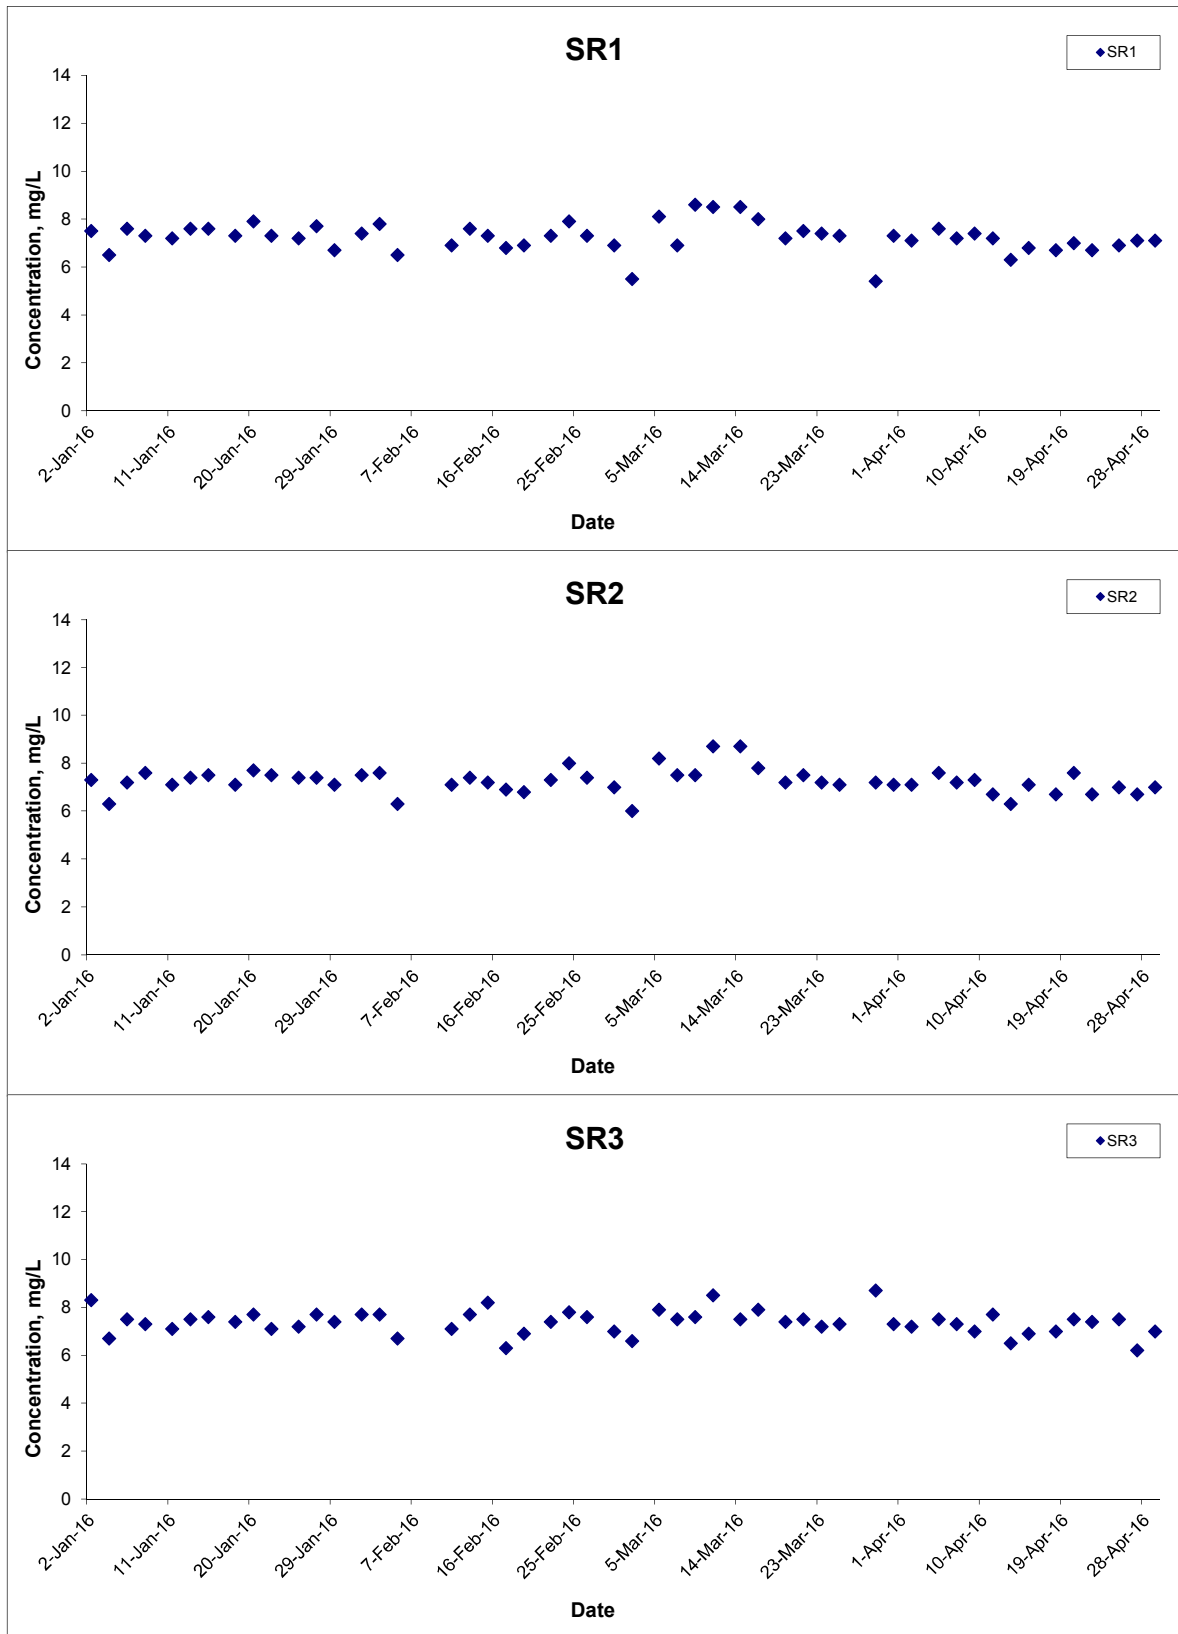 SR1
SR1
14
12
10
8
6
4
2
0
Concentration, mg/L
2-Jan-16
11-Jan-16
20-Jan-16
29-Jan-16
7-Feb-16
16-Feb-16
25-Feb-16
5-Mar-16
14-Mar-16
23-Mar-16
1-Apr-16
10-Apr-16
19-Apr-16
28-Apr-16
Date
SR2
SR2
14
12
10
8
6
4
2
0
Concentration, mg/L
2-Jan-16
11-Jan-16
20-Jan-16
29-Jan-16
7-Feb-16
16-Feb-16
25-Feb-16
5-Mar-16
14-Mar-16
23-Mar-16
1-Apr-16
10-Apr-16
19-Apr-16
28-Apr-16
Date
SR3
SR3
14
12
10
8
6
4
2
0
Concentration, mg/L
2-Jan-16
11-Jan-16
20-Jan-16
29-Jan-16
7-Feb-16
16-Feb-16
25-Feb-16
5-Mar-16
14-Mar-16
23-Mar-16
1-Apr-16
10-Apr-16
19-Apr-16
28-Apr-16
Date